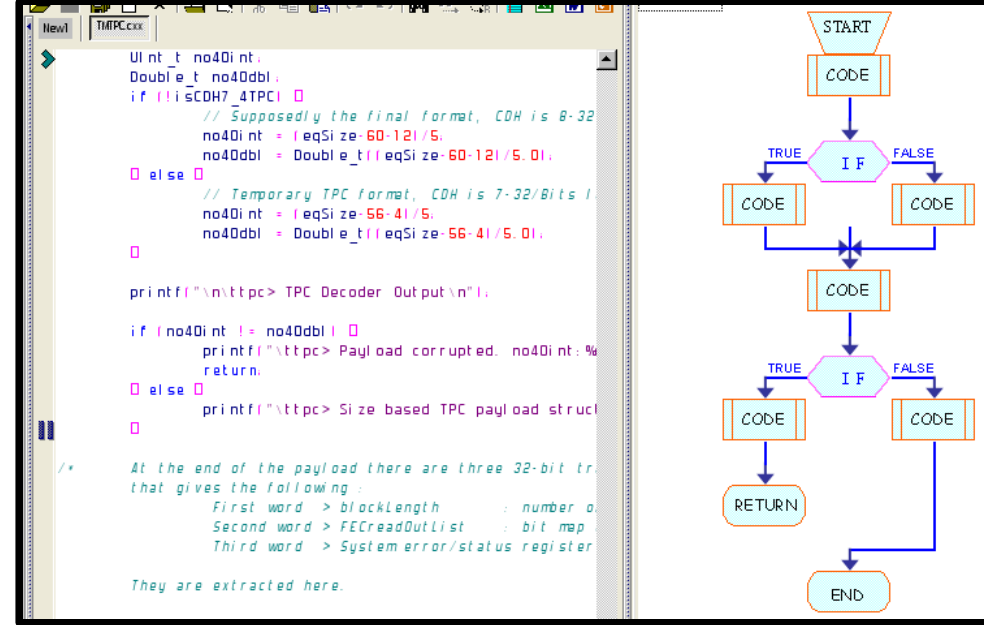 New1
TMTPC.cxx
UInt_t no40int;
Double_t no40dbl;
if (!isCDH7_4TPC) {
// Supposedly the final format, CDH is 8-32
no40int = (eqSize-60-12)/5;
no40dbl = Double_t((eqSize-60-12)/5.0);
} else {
// Temporary TPC format, CDH is 7-32/Bits
no40int = (eqSize-56-4)/5;
no40dbl = Double_t((eqSize-56-4)/5.0);
}
printf("\n\ttpc> TPC Decoder Output\n");
if (no40int != no40dbl) {
printf("\ttpc> Payload corrupted. no40int:%
return;
} else {
printf("\ttpc> Size based TPC payload struct
}
/* At the end of the payload there are three 32-bit tr
that gives the following :
First word > blockLength : number o
Second word > FECreadOutList : bit map
Third word > System error/status register
They are extracted here.
START
CODE
TRUE
IF
FALSE
CODE
CODE
CODE
TRUE
IF
FALSE
CODE
CODE
RETURN
END